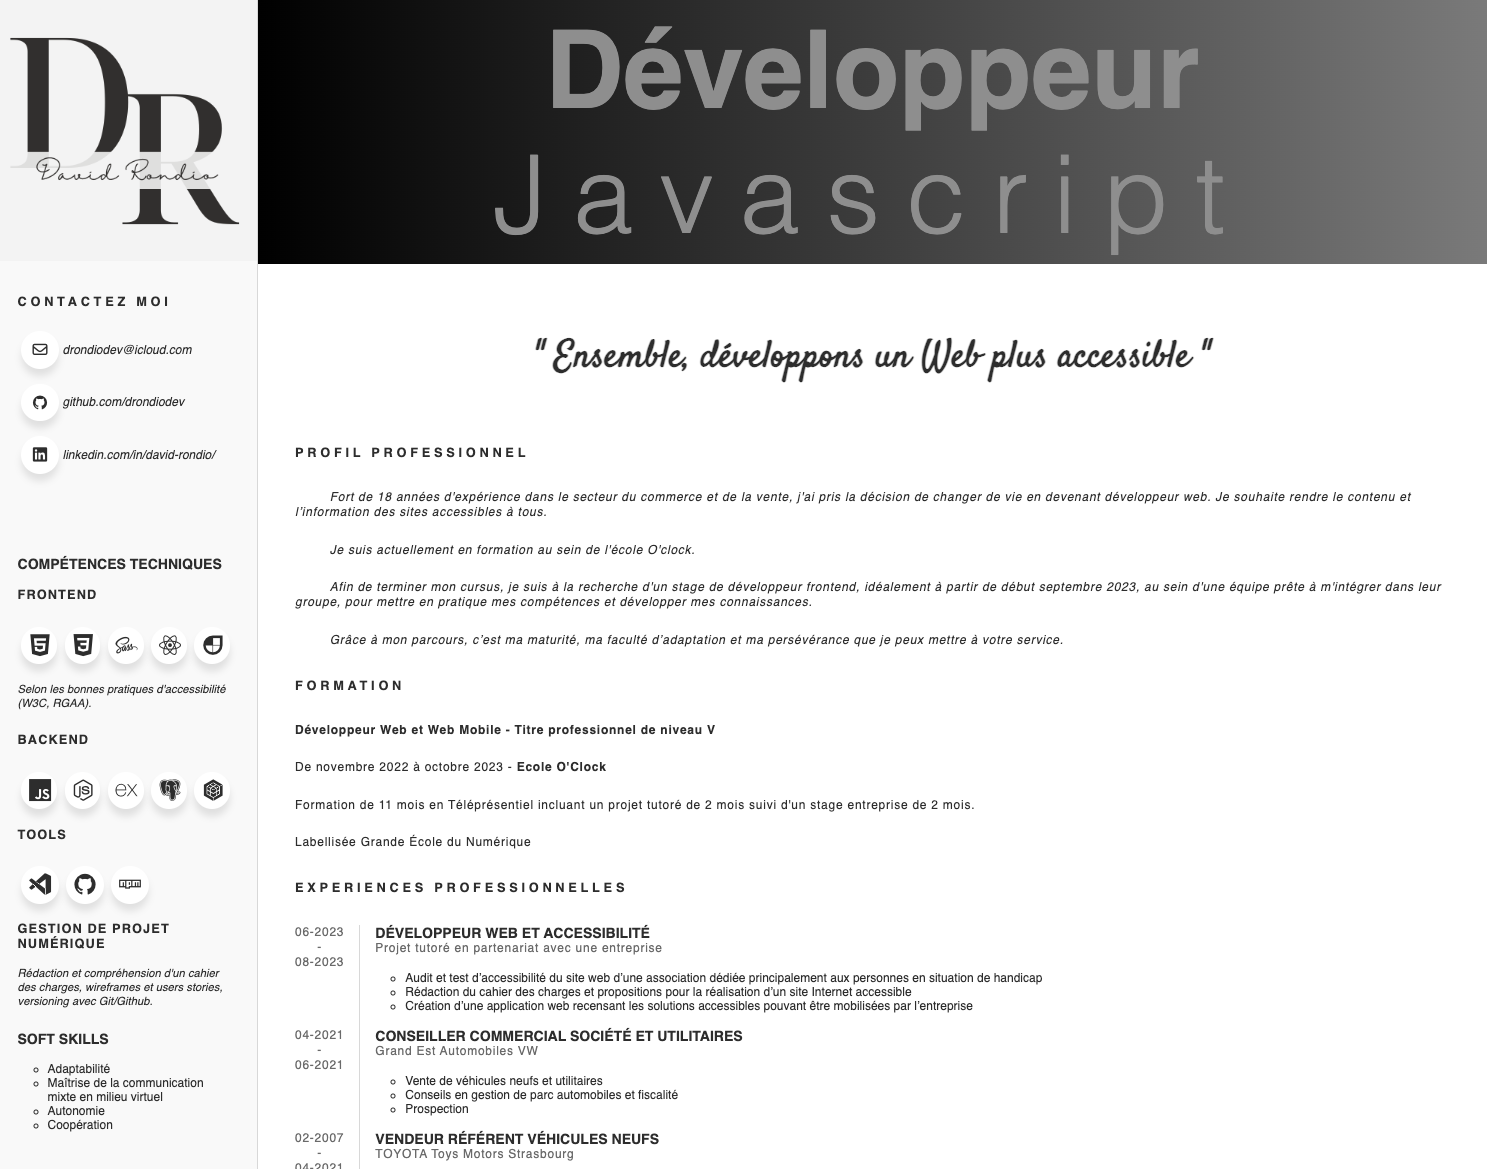 DR
David Rondio
CONTACTEZ MOI
drondiodev@icloud.com
github.com/drondiodev
linkedin.com/in/david-rondio/
COMPÉTENCES TECHNIQUES
FRONTEND
5
3
Sass
Selon les bonnes pratiques d'accessibilité
(W3C, RGAA).
BACKEND
JS
JS
ex
TOOLS
npm
GESTION DE PROJET
NUMÉRIQUE
Rédaction et compréhension d'un cahier
des charges, wireframes et users stories,
versioning avec Git/Github.
SOFT SKILLS
Adaptabilité
Maîtrise de la communication
mixte en milieu virtuel
Autonomie
Coopération
Développeur
Javascript
" Ensemble, développons un Web plus accessible "
PROFIL PROFESSIONNEL
Fort de 18 années d'expérience dans le secteur du commerce et de la vente, j'ai pris la décision de changer de vie en devenant développeur web. Je souhaite rendre le contenu et
l'information des sites accessibles à tous.
Je suis actuellement en formation au sein de l'école O'clock.
Afin de terminer mon cursus, je suis à la recherche d'un stage de développeur frontend, idéalement à partir de début septembre 2023, au sein d'une équipe prête à m'intégrer dans leur
groupe, pour mettre en pratique mes compétences et développer mes connaissances.
Grâce à mon parcours, c'est ma maturité, ma faculté d'adaptation et ma persévérance que je peux mettre à votre service.
FORMATION
Développeur Web et Web Mobile - Titre professionnel de niveau V
De novembre 2022 à octobre 2023 - Ecole O'Clock
Formation de 11 mois en Téléprésentiel incluant un projet tutoré de 2 mois suivi d'un stage entreprise de 2 mois.
Labellisée Grande École du Numérique
EXPERIENCES PROFESSIONNELLES
06-2023
-
08-2023
DÉVELOPPEUR WEB ET ACCESSIBILITÉ
Projet tutoré en partenariat avec une entreprise
Audit et test d'accessibilité du site web d'une association dédiée principalement aux personnes en situation de handicap
Rédaction du cahier des charges et propositions pour la réalisation d'un site Internet accessible
Création d'une application web recensant les solutions accessibles pouvant être mobilisées par l'entreprise
04-2021
-
06-2021
CONSEILLER COMMERCIAL SOCIÉTÉ ET UTILITAIRES
Grand Est Automobiles VW
Vente de véhicules neufs et utilitaires
Conseils en gestion de parc automobiles et fiscalité
Prospection
02-2007
-
04-2021
VENDEUR RÉFÉRENT VÉHICULES NEUFS
TOYOTA Toys Motors Strasbourg